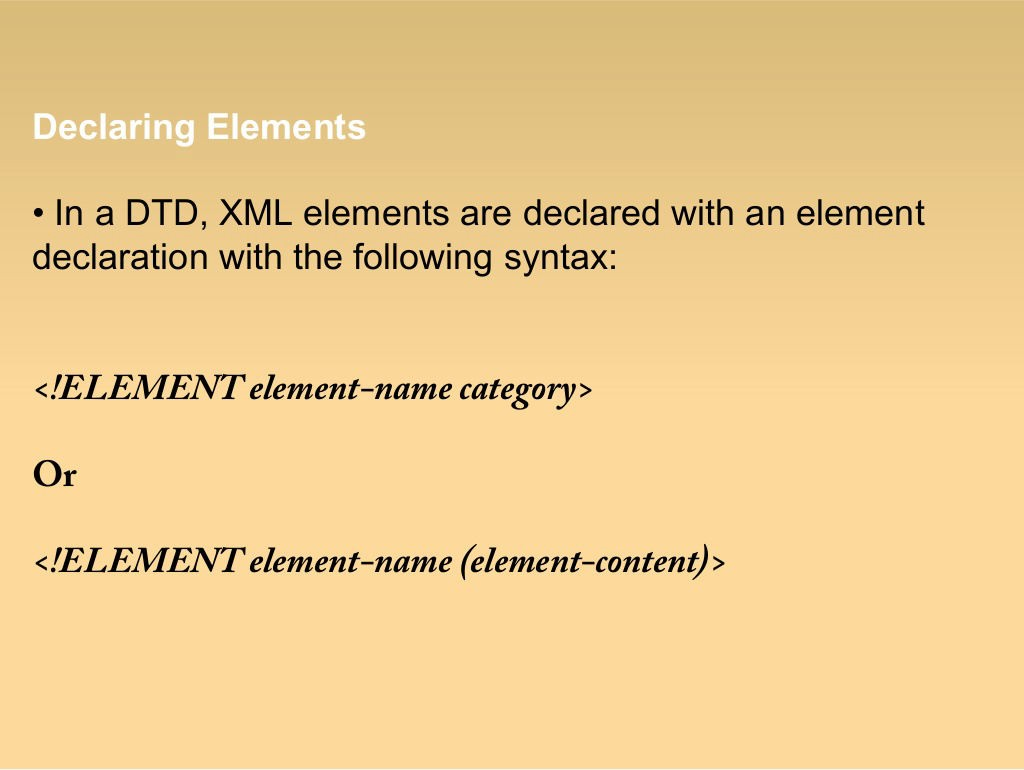 Declaring Elements
• In a DTD, XML elements are declared with an element
declaration with the following syntax:
<!ELEMENT element-name category>
Or
<!ELEMENT element-name (element-content)>